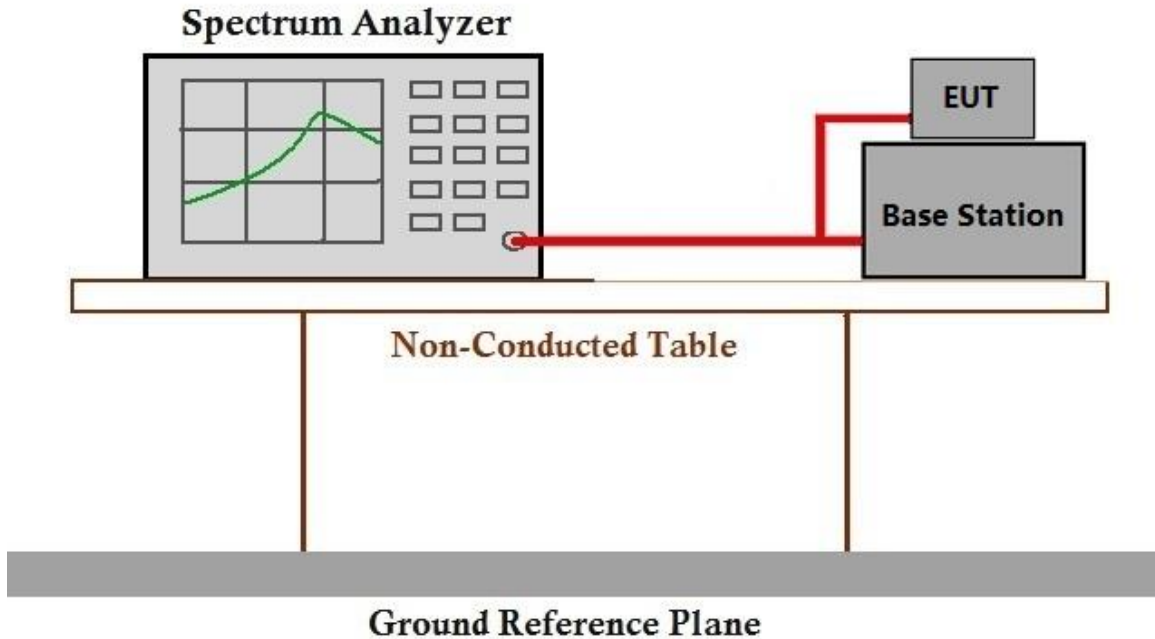 Spectrum Analyzer
EUT
Base Station
Non-Conducted Table
Ground Reference Plane